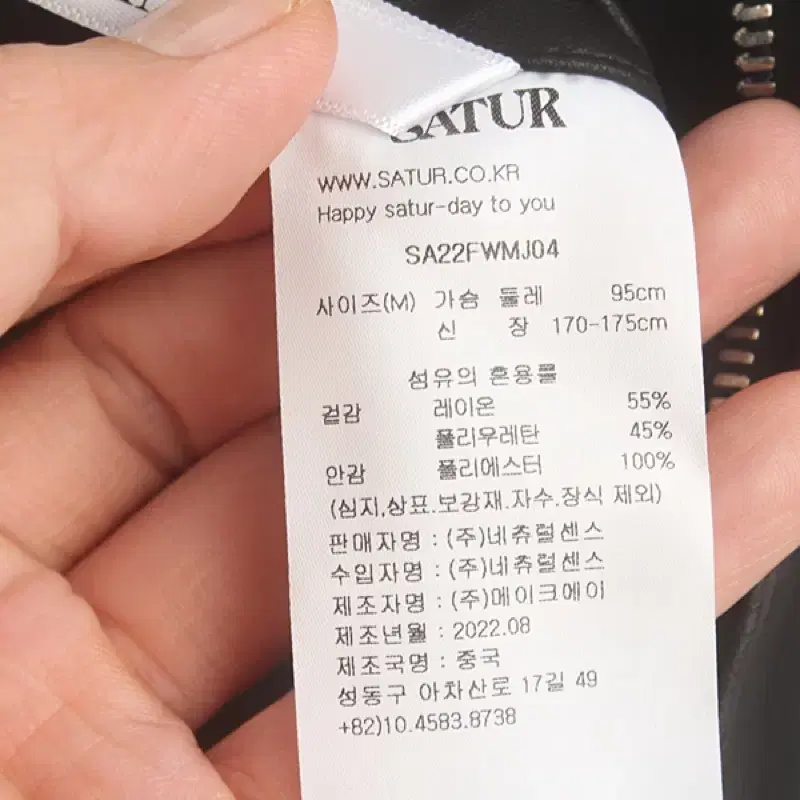 SATUR
WWW.SATUR.CO.KR
Happy satur-day to you
SA22FWMJ04
사이즈(M) 가슴 둘레 95cm
신 장 170-175cm
섬유의 혼용률
겉감 레이온 55%
폴리우레탄 45%
안감 폴리에스터 100%
(심지,상표.보강재.자수.장식 제외)
판매자명 : (주)네츄럴센스
수입자명 : (주)네츄럴센스
제조자명 : (주)메이크에이
제조년월 : 2022.08
제조국명 : 중국
성동구 아차산로 17길 49
+82)10.4583.8738